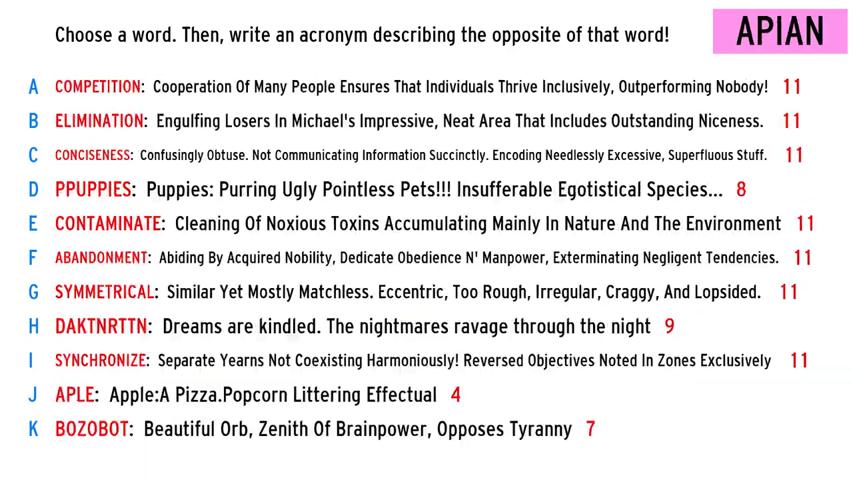 Choose a word. Then, write an acronym describing the opposite of that word!
APIAN
A COMPETITION: Cooperation Of Many People Ensures That Individuals Thrive Inclusively, Outperforming Nobody! 11
B ELIMINATION: Engulfing Losers In Michael's Impressive, Neat Area That Includes Outstanding Niceness. 11
C CONCISENESS: Confusingly Obtuse. Not Communicating Information Succinctly. Encoding Needlessly Excessive, Superfluous Stuff. 11
D PPUPPIES: Puppies: Purring Ugly Pointless Pets!!! Insufferable Egotistical Species... 8
E CONTAMINATE: Cleaning Of Noxious Toxins Accumulating Mainly In Nature And The Environment 11
F ABANDONMENT: Abiding By Acquired Nobility, Dedicate Obedience N' Manpower, Exterminating Negligent Tendencies. 11
G SYMMETRICAL: Similar Yet Mostly Matchless. Eccentric, Too Rough, Irregular, Craggy, And Lopsided. 11
H DAKTNRTTN: Dreams are kindled. The nightmares ravage through the night 9
I SYNCHRONIZE: Separate Yearns Not Coexisting Harmoniously! Reversed Objectives Noted In Zones Exclusively 11
J APLE: Apple:A Pizza.Popcorn Littering Effectual 4
K BOZOBOT: Beautiful Orb, Zenith Of Brainpower, Opposes Tyranny 7